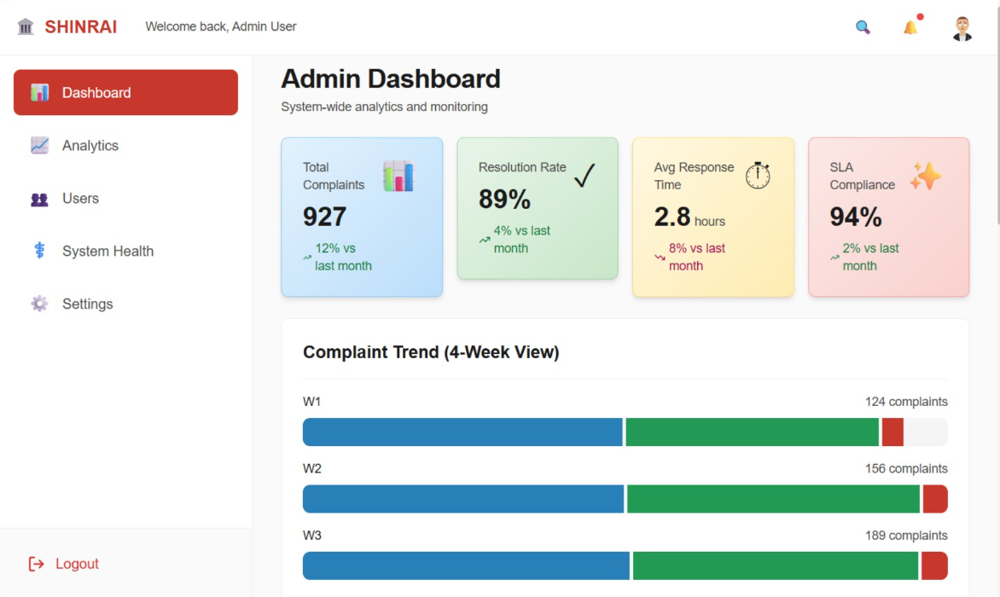 SHINRAI
Welcome back, Admin User
Dashboard
Analytics
Users
System Health
Settings
Logout
Admin Dashboard
System-wide analytics and monitoring
Total
Complaints
927
12% vs
last month
Resolution Rate
89%
4% vs last
month
Avg Response
Time
2.8 hours
8% vs last
month
SLA
Compliance
94%
2% vs last
month
Complaint Trend (4-Week View)
W1 124 complaints
W2 156 complaints
W3 189 complaints